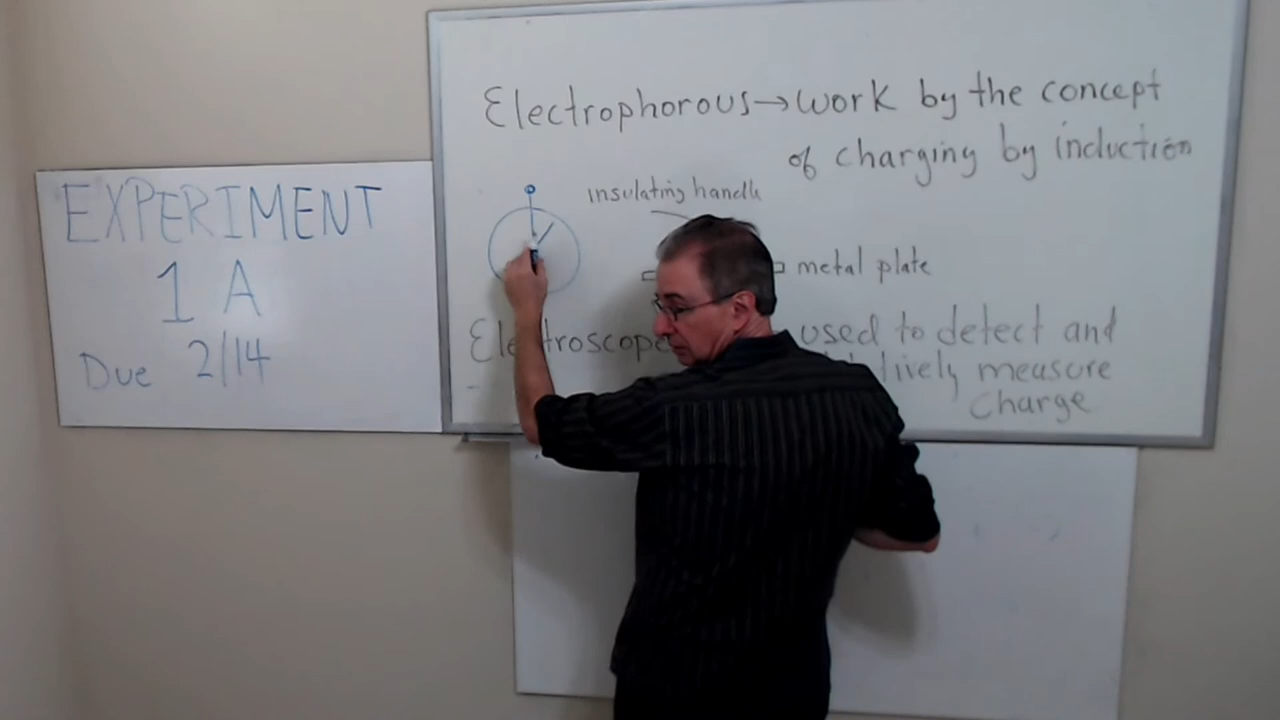 EXPERIMENT
1 A
Due 2/14
Electrophorous → work by the concept
of charging by induction
insulating handle
metal plate
used to detect and
measure
charge